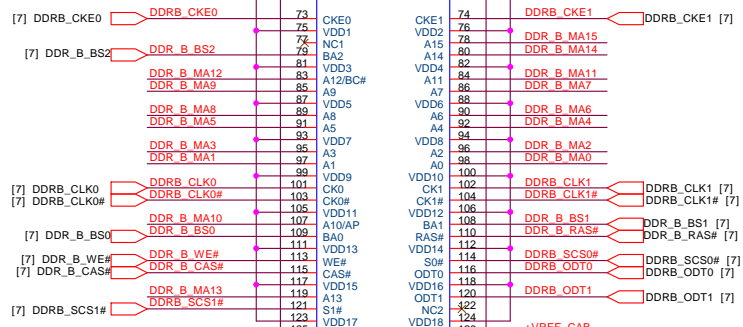 [7] DDRB_CKE0 DDRB_CKE0 73 CKE0 CKE1 74 DDRB_CKE1 DDRB_CKE1 [7]
75 VDD1 VDD2 76
77 NC1 A15 78 DDR_B_MA15
[7] DDR_B_BS2 DDR_B_BS2 79 BA2 A14 80 DDR_B_MA14
81 VDD3 VDD4 82
DDR_B_MA12 83 A12/BC# A11 84 DDR_B_MA11
DDR_B_MA9 85 A9 A7 86 DDR_B_MA7
87 VDD5 VDD6 88
DDR_B_MA8 89 A8 A6 90 DDR_B_MA6
DDR_B_MA5 91 A5 A4 92 DDR_B_MA4
93 VDD7 VDD8 94
DDR_B_MA3 95 A3 A2 96 DDR_B_MA2
DDR_B_MA1 97 A1 A0 98 DDR_B_MA0
99 VDD9 VDD10 100
[7] DDRB_CLK0 DDRB_CLK0 101 CK0 CK1 102 DDRB_CLK1 DDRB_CLK1 [7]
[7] DDRB_CLK0# DDRB_CLK0# 103 CK0# CK1# 104 DDRB_CLK1# DDRB_CLK1# [7]
105 VDD11 VDD12 106
DDR_B_MA10 107 A10/AP BA1 108 DDR_B_BS1 DDR_B_BS1 [7]
[7] DDR_B_BS0 DDR_B_BS0 109 BA0 RAS# 110 DDR_B_RAS# DDR_B_RAS# [7]
111 VDD13 VDD14 112
[7] DDR_B_WE# DDR_B_WE# 113 WE# S0# 114 DDRB_SCS0# DDRB_SCS0# [7]
[7] DDR_B_CAS# DDR_B_CAS# 115 CAS# ODT0 116 DDRB_ODT0 DDRB_ODT0 [7]
117 VDD15 VDD16 118
DDR_B_MA13 119 A13 ODT1 120 DDRB_ODT1 DDRB_ODT1 [7]
[7] DDRB_SCS1# DDRB_SCS1# 121 S1# NC2 122
123 VDD17 VDD18 124